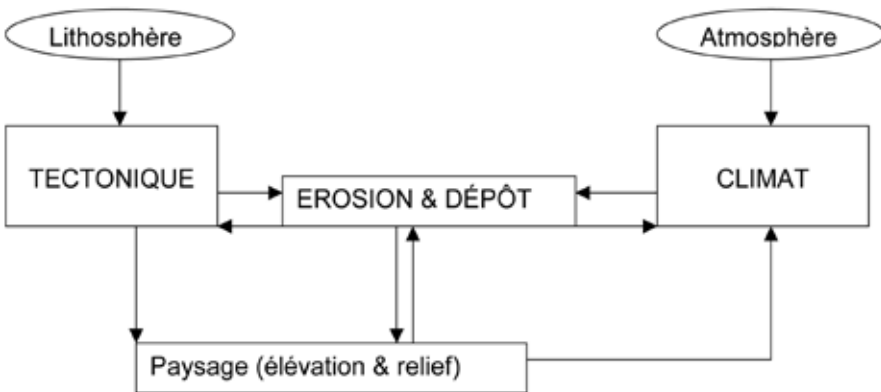 Lithosphère
Atmosphère
TECTONIQUE
EROSION & DÉPÔT
CLIMAT
Paysage (élévation & relief)